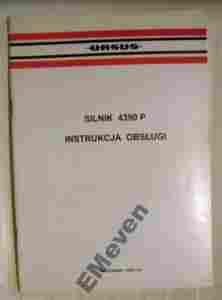 URSUS
SILNIK 4390 P
INSTRUKCJA OBSŁUGI
EMeven